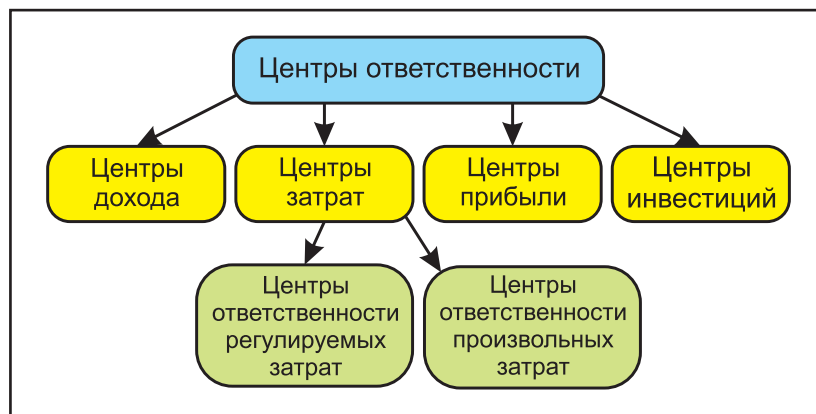 Центры ответственности
Центры
дохода
Центры
затрат
Центры
прибыли
Центры
инвестиций
Центры
ответственности
регулируемых
затрат
Центры
ответственности
произвольных
затрат